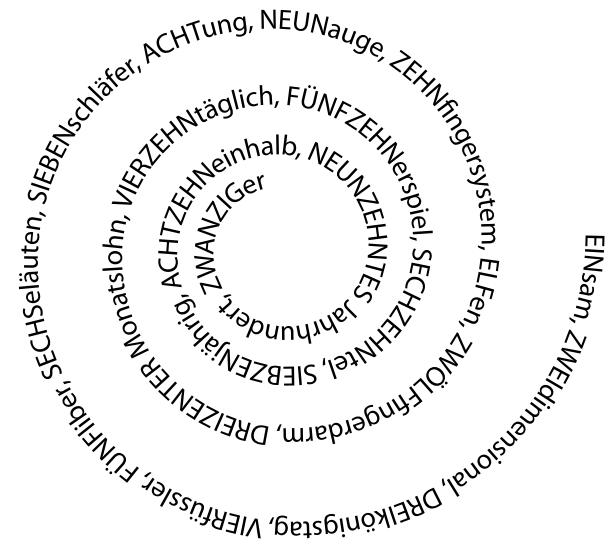 EINsam, ZWEIdimensional, DREIkönigstag, VIERfüssler, FÜNFliber, SECHSeläuten, SIEBENschläfer, ACHTung, NEUNauge, ZEHNfingersystem, ELFen, ZWÖLFfingerdarm, DREIZENTER Monatslohn, VIERZEHNtäglich, FÜNFZEHNerspiel, SECHZEHNtel, SIEBZENjährig, ACHTZEHNeinhalb, NEUNZEHNTES Jahrhundert, ZWANZIGer